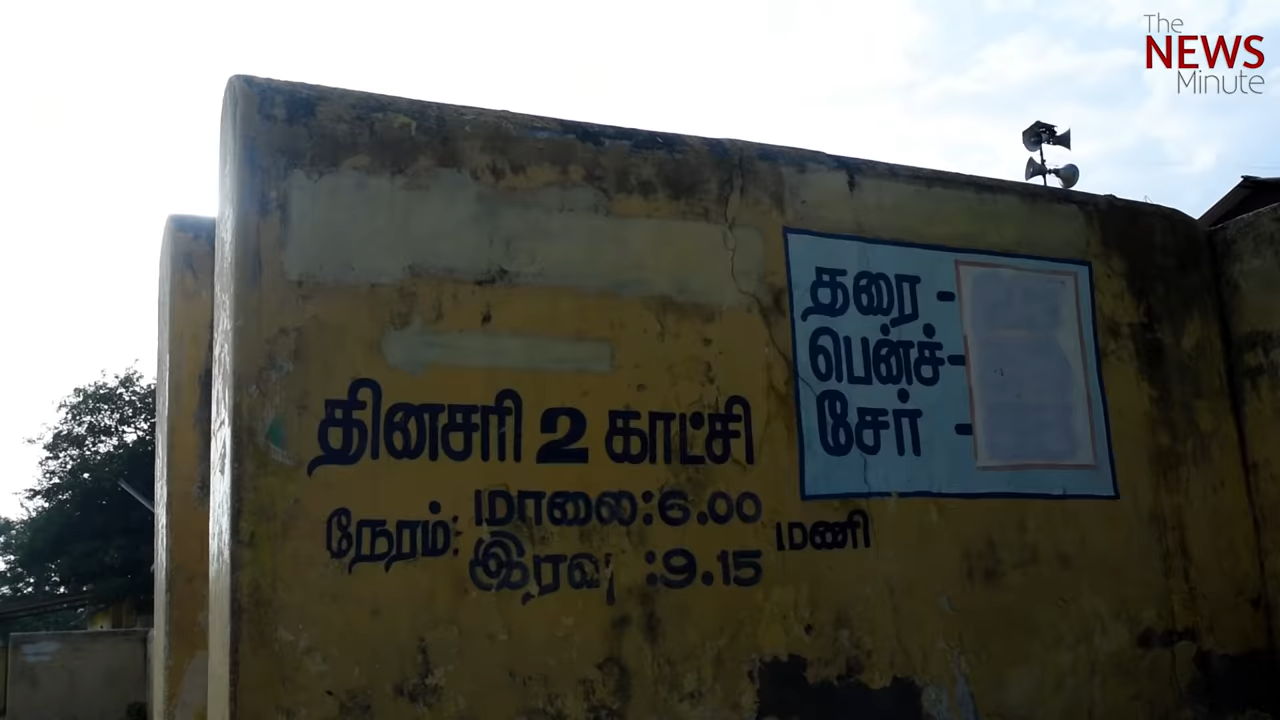 The
NEWS
Minute
தரை -
பென்ச் -
சேர் -
தினசரி 2 காட்சி
நேரம்: மாலை : 6.00
இரவு : 9.15 மணி